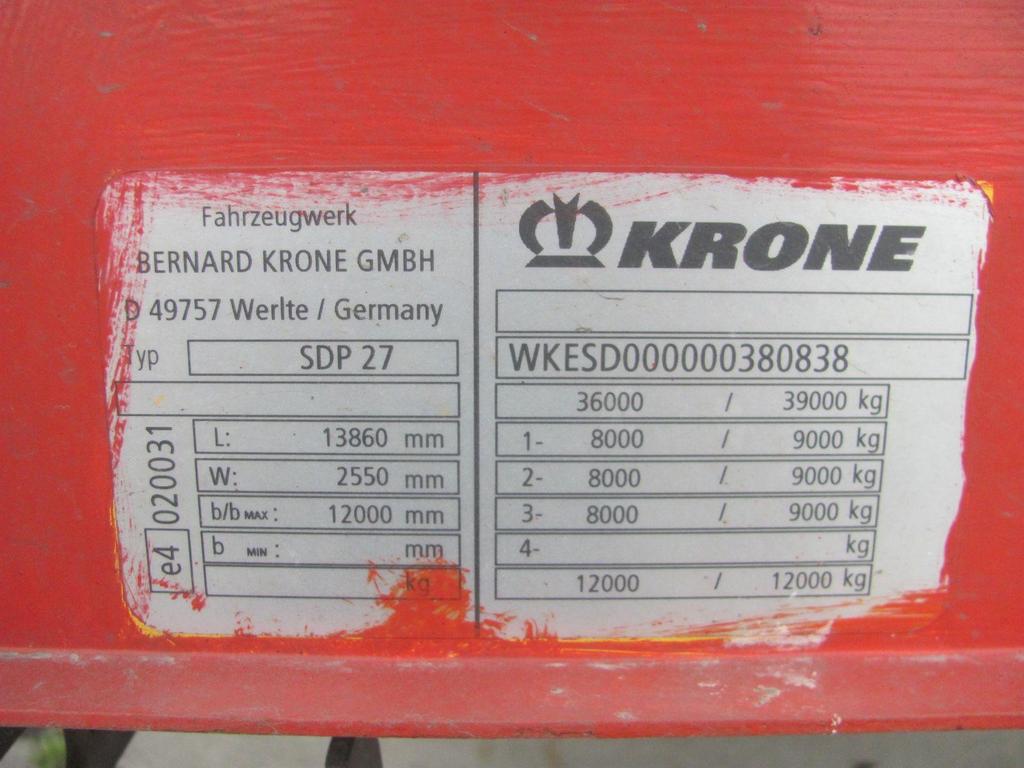 Fahrzeugwerk
BERNARD KRONE GMBH
D 49757 Werlte / Germany
Typ SDP 27
L: 13860 mm
W: 2550 mm
b/b MAX : 12000 mm
b MIN : mm
kg
e4 020031
KRONE
WKESD000000380838
36000 / 39000 kg
1- 8000 / 9000 kg
2- 8000 / 9000 kg
3- 8000 / 9000 kg
4- kg
12000 / 12000 kg